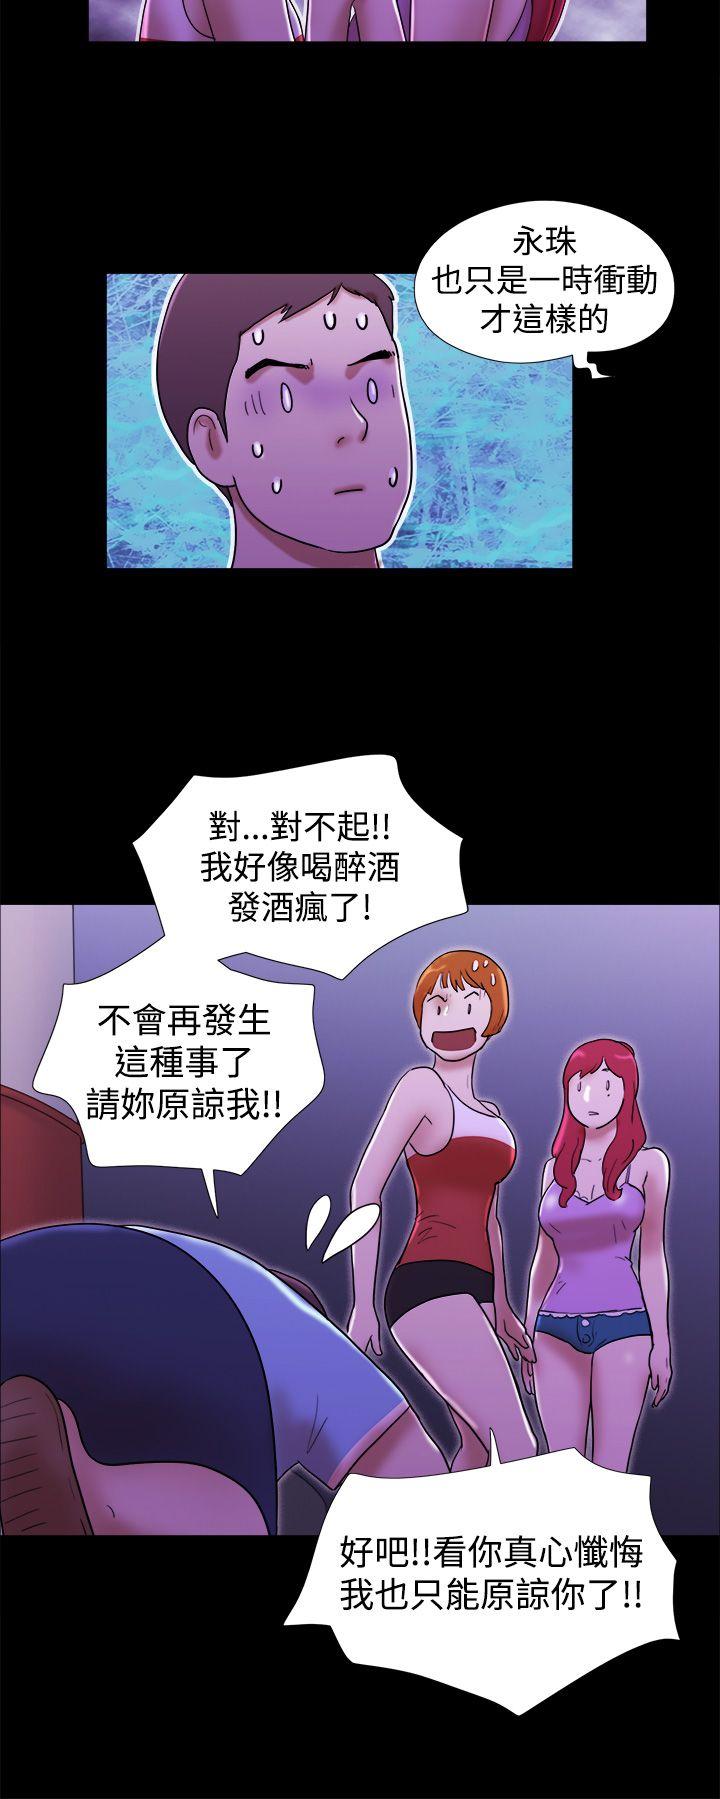 永珠
也只是一時衝動
才這樣的
對...對不起!!
我好像喝醉酒
發酒瘋了!
不會再發生
這種事了
請妳原諒我!!
好吧!!看你真心懺悔
我也只能原諒你了!!